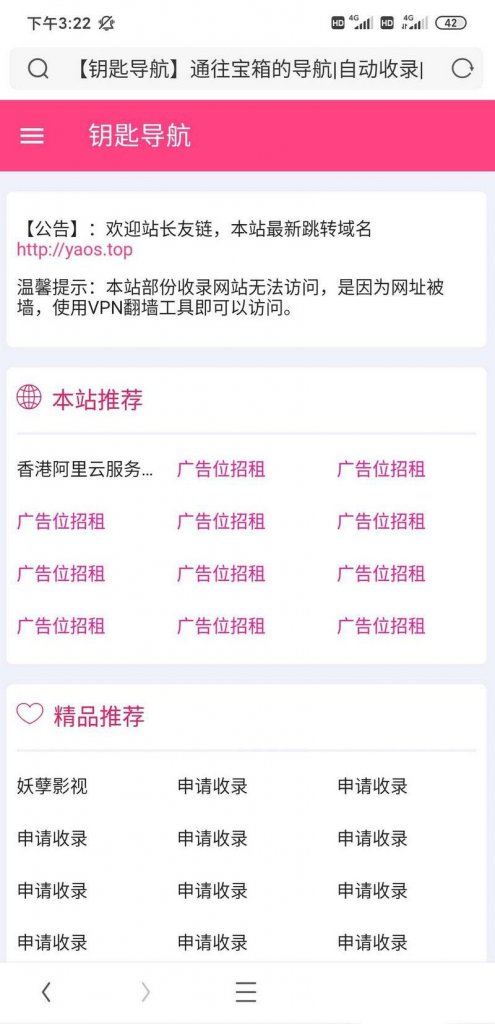 下午3:22
HD 4G HD 4G 42
【钥匙导航】通往宝箱的导航|自动收录|
钥匙导航
【公告】：欢迎站长友链，本站最新跳转域名
http://yaos.top
温馨提示：本站部份收录网站无法访问，是因为网址被
墙，使用VPN翻墙工具即可以访问。
本站推荐
香港阿里云服务... 广告位招租 广告位招租
广告位招租 广告位招租 广告位招租
广告位招租 广告位招租 广告位招租
广告位招租 广告位招租 广告位招租
精品推荐
妖孽影视 申请收录 申请收录
申请收录 申请收录 申请收录
申请收录 申请收录 申请收录
申请收录 申请收录 申请收录